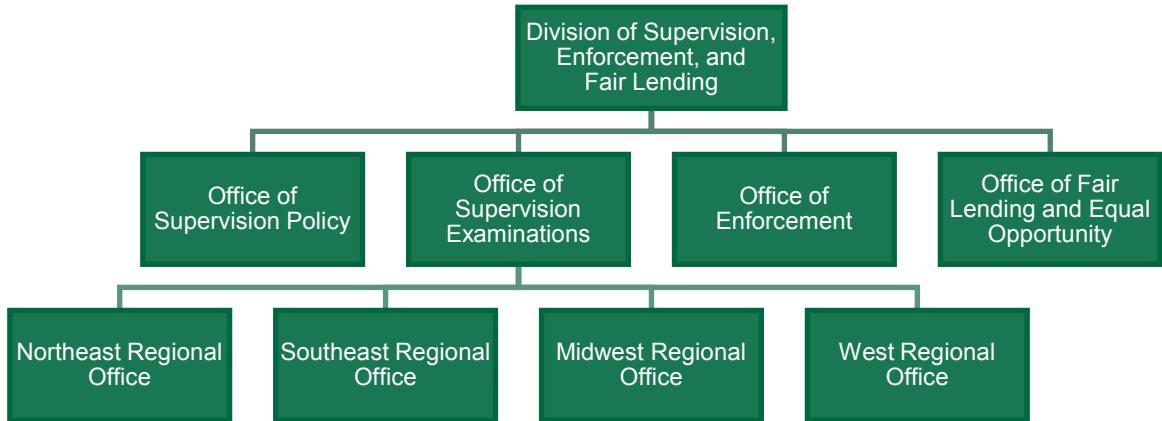 Division of Supervision,
Enforcement, and
Fair Lending
Office of
Supervision Policy
Office of
Supervision
Examinations
Office of
Enforcement
Office of Fair
Lending and Equal
Opportunity
Northeast Regional
Office
Southeast Regional
Office
Midwest Regional
Office
West Regional
Office